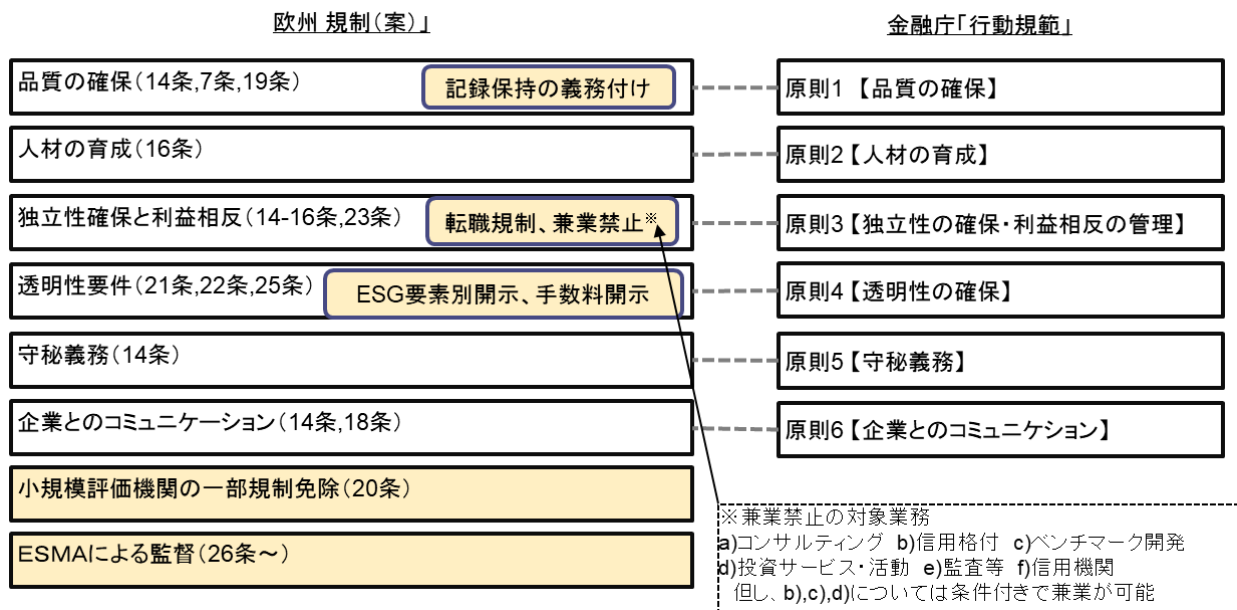 欧州 規制（案）」
金融庁「行動規範」
品質の確保（14条,7条,19条）
記録保持の義務付け
原則1 【品質の確保】
人材の育成（16条）
原則2【人材の育成】
独立性確保と利益相反（14-16条,23条）
転職規制、兼業禁止※
原則3【独立性の確保・利益相反の管理】
透明性要件（21条,22条,25条）
ESG要素別開示、手数料開示
原則4【透明性の確保】
守秘義務（14条）
原則5【守秘義務】
企業とのコミュニケーション（14条,18条）
原則6【企業とのコミュニケション】
小規模評価機関の一部規制免除（20条）
ESMAによる監督（26条～）
※兼業禁止の対象業務
a)コンサルティング b)信用格付 c)ベンチマーク開発
d)投資サービス・活動 e)監査等 f)信用機関
但し、b),c),d)については条件付きで兼業が可能